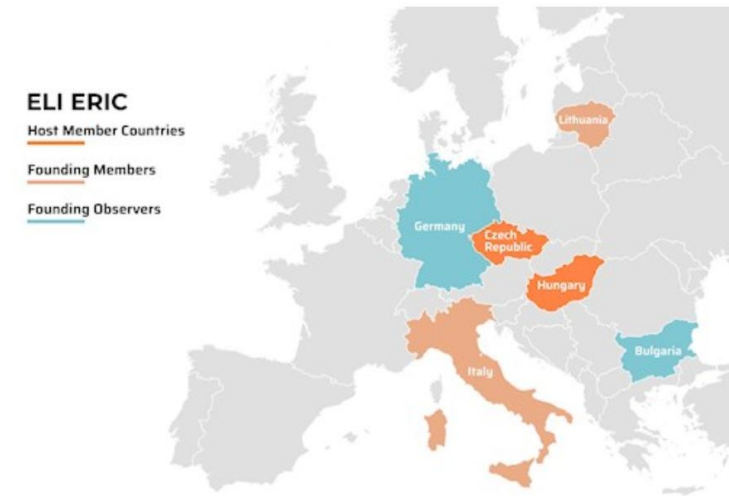 ELI ERIC
Host Member Countries
Founding Members
Founding Observers
Lithuania
Germany
Czech
Republic
Hungary
Bulgaria
Italy